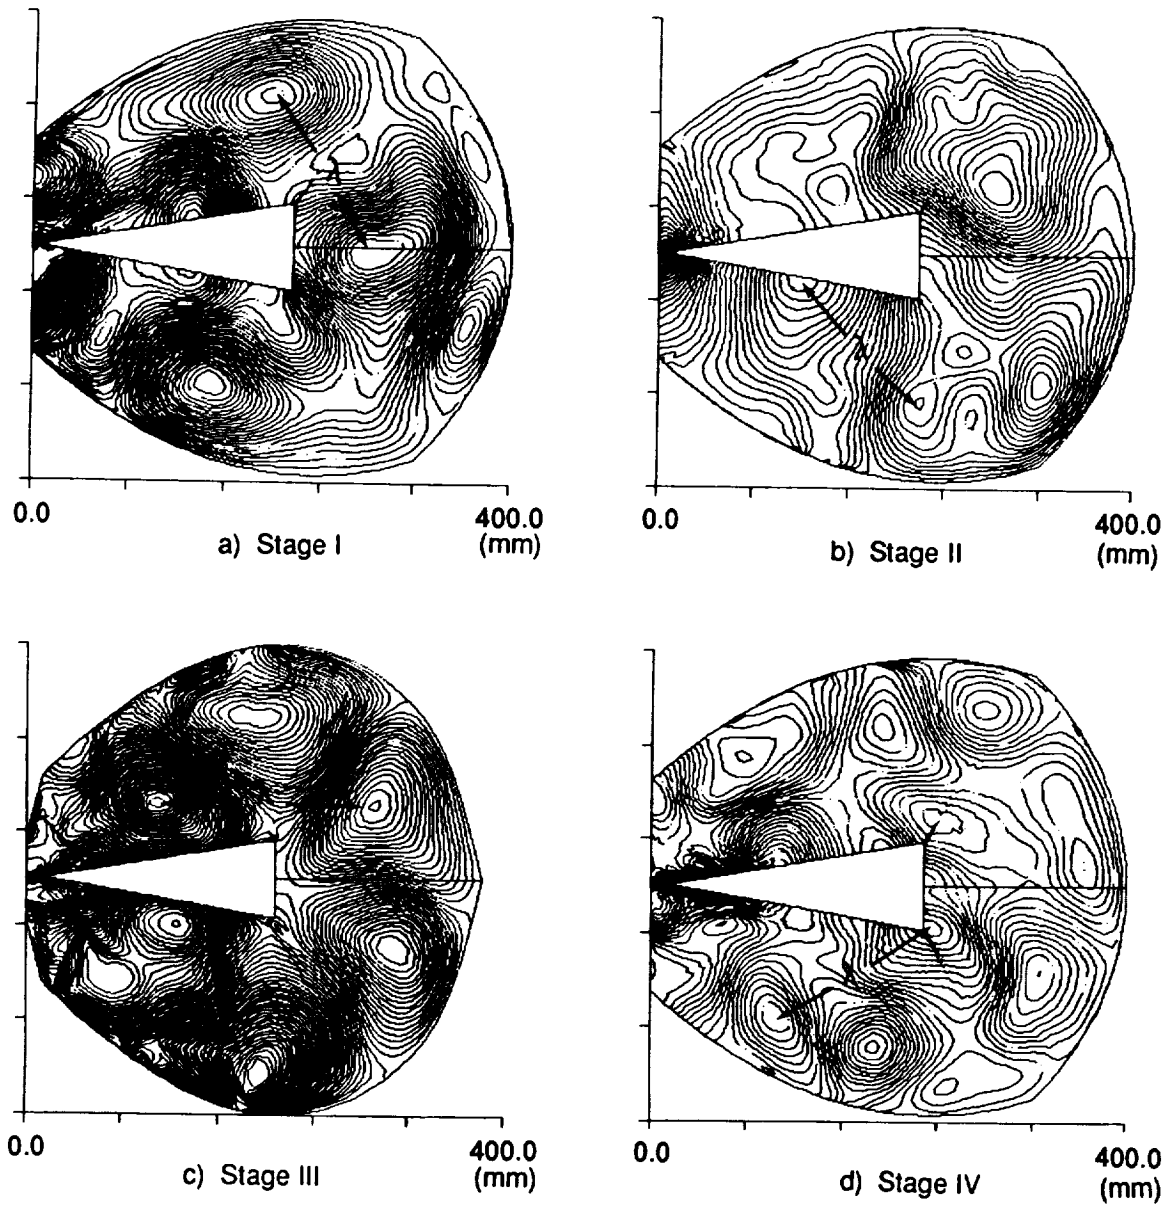 λ
0.0 400.0
a) Stage I (mm)
λ
0.0 400.0
b) Stage II (mm)
0.0 400.0
c) Stage III (mm)
λ
0.0 400.0
d) Stage IV (mm)